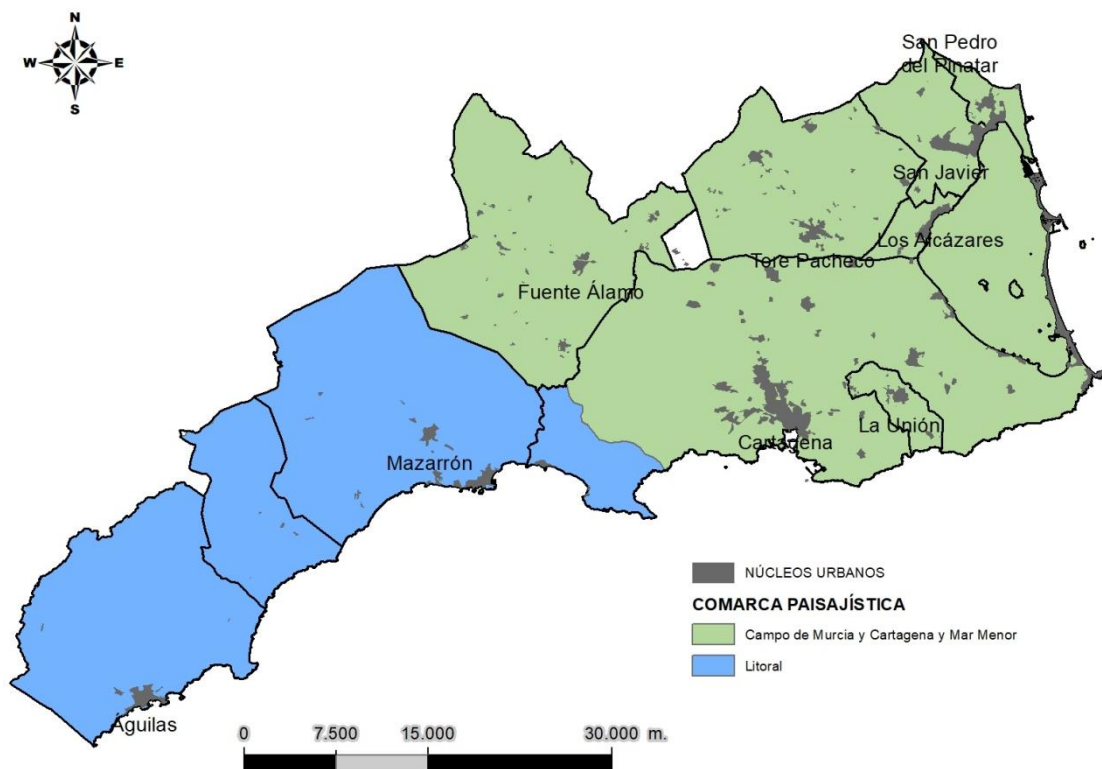 N
W E
S
San Pedro
del Pinatar
San Javier
Los Alcázares
Tore Pacheco
Fuente Álamo
La Unión
Cartagena
Mazarrón
Águilas
NÚCLEOS URBANOS
COMARCA PAISAJÍSTICA
Campo de Murcia y Cartagena y Mar Menor
Litoral
0 7.500 15.000 30.000 m.